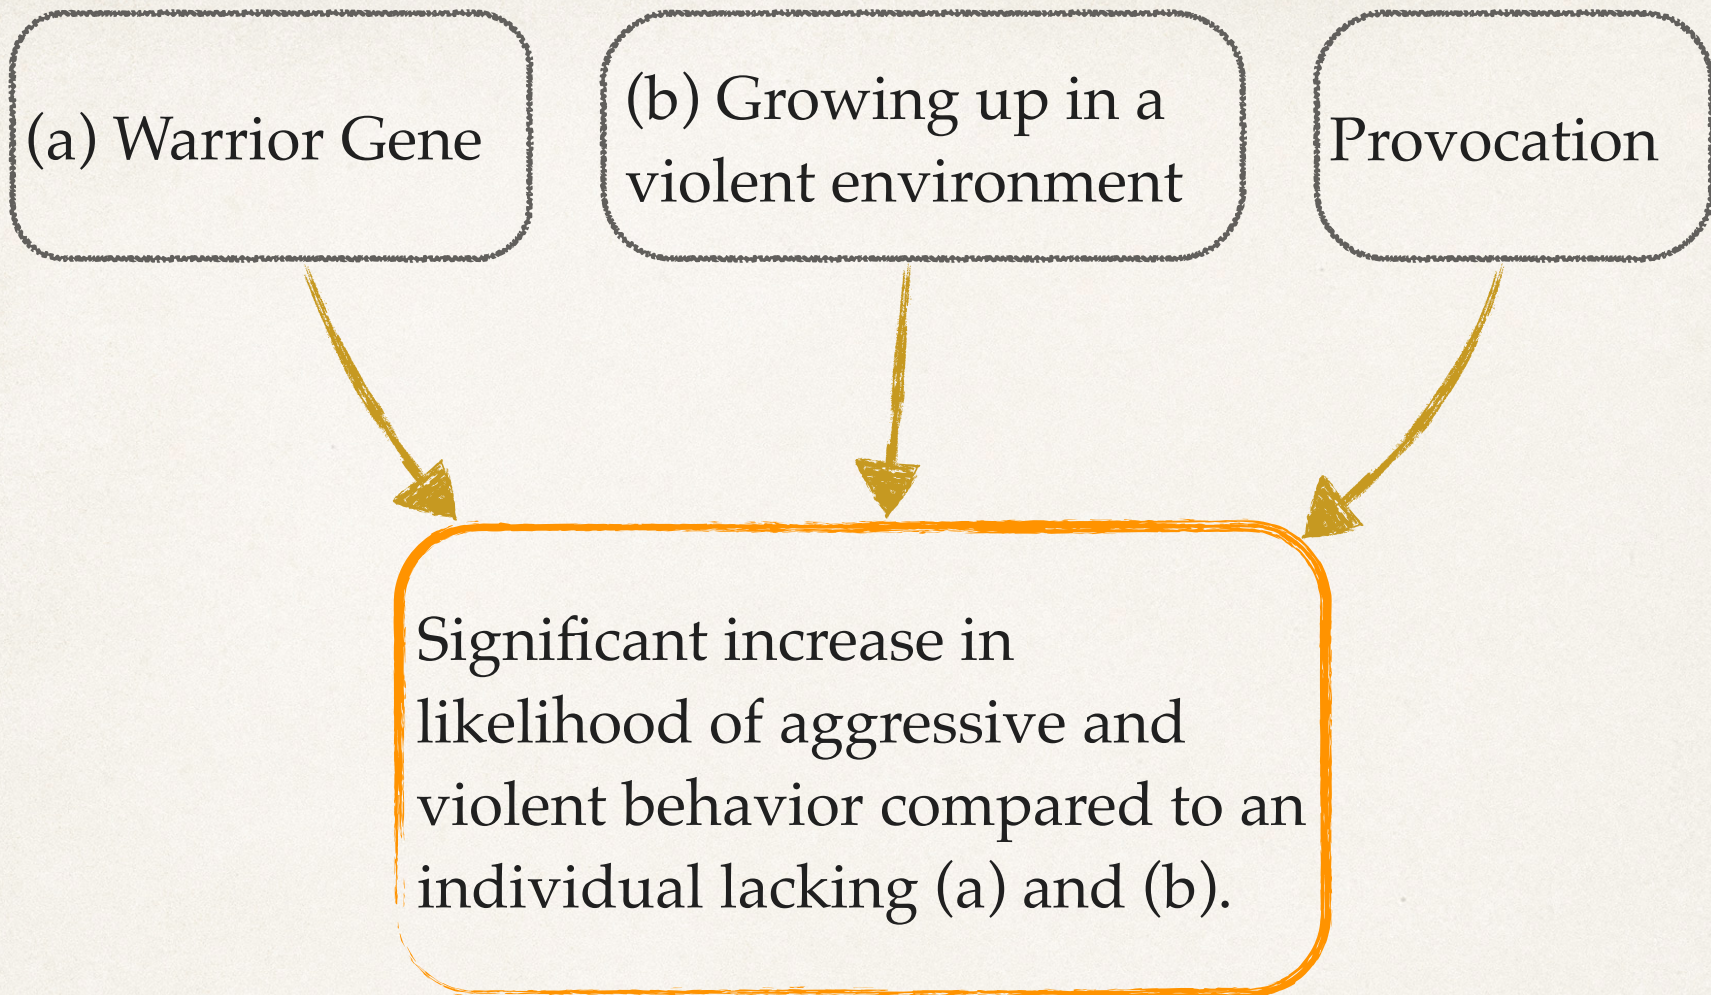 (a) Warrior Gene
(b) Growing up in a
violent environment
Provocation
Significant increase in
likelihood of aggressive and
violent behavior compared to an
individual lacking (a) and (b).